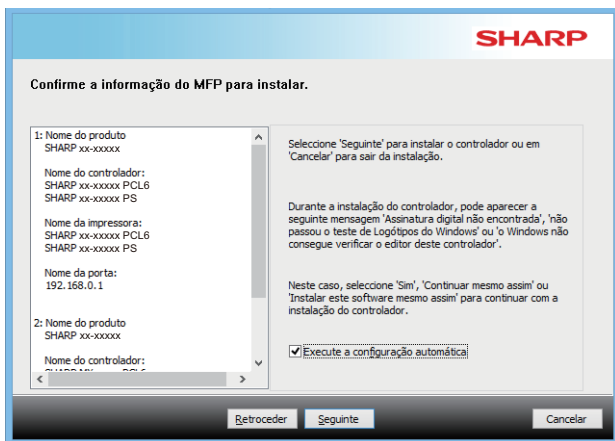 SHARP
Confirme a informação do MFP para instalar.
1: Nome do produto
SHARP xx-xxxxx
Nome do controlador:
SHARP xx-xxxxx PCL6
SHARP xx-xxxxx PS
Nome da impressora:
SHARP xx-xxxxx PCL6
SHARP xx-xxxxx PS
Nome da porta:
192.168.0.1
2: Nome do produto
SHARP xx-xxxxx
Nome do controlador:
Seleccione 'Seguinte' para instalar o controlador ou em
'Cancelar' para sair da instalação.
Durante a instalação do controlador, pode aparecer a
seguinte mensagem 'Assinatura digital não encontrada', 'não
passou o teste de Logótipos do Windows' ou 'o Windows não
consegue verificar o editor deste controlador'.
Neste caso, seleccione 'Sim', 'Continuar mesmo assim' ou
'Instalar este software mesmo assim' para continuar com a
instalação do controlador.
Execute a configuração automática
Retroceder
Seguinte
Cancelar